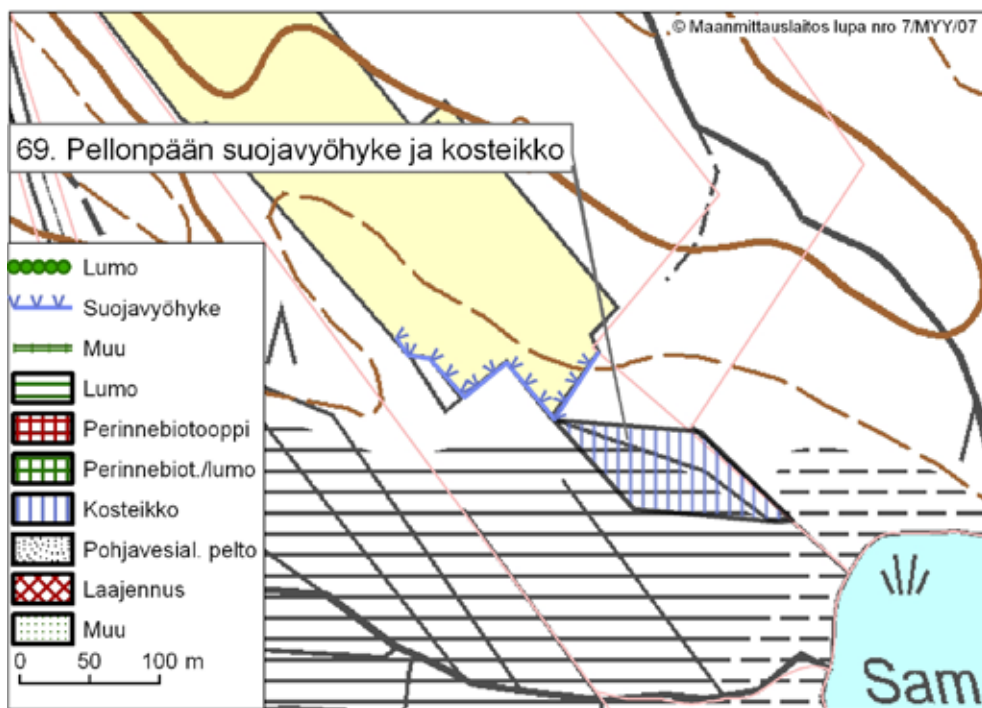 © Maanmittauslaitos lupa nro 7/MYY/07
69. Pellonpään suojavyöhyke ja kosteikko
Lumo
Suojavyöhyke
Muu
Lumo
Perinnebiotooppi
Perinnebiot./lumo
Kosteikko
Pohjavesial. pelto
Laajennus
Muu
0 50 100 m
Sam